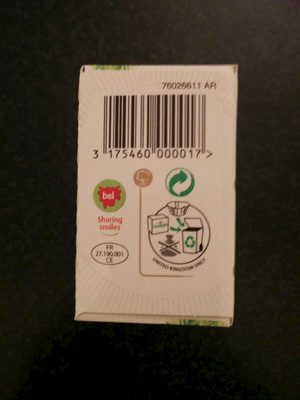 76026611 AR
3 175460 000017 >
bel
Sharing
smiles
FR
27.190.001
CE
UNITED KINGDOM ONLY